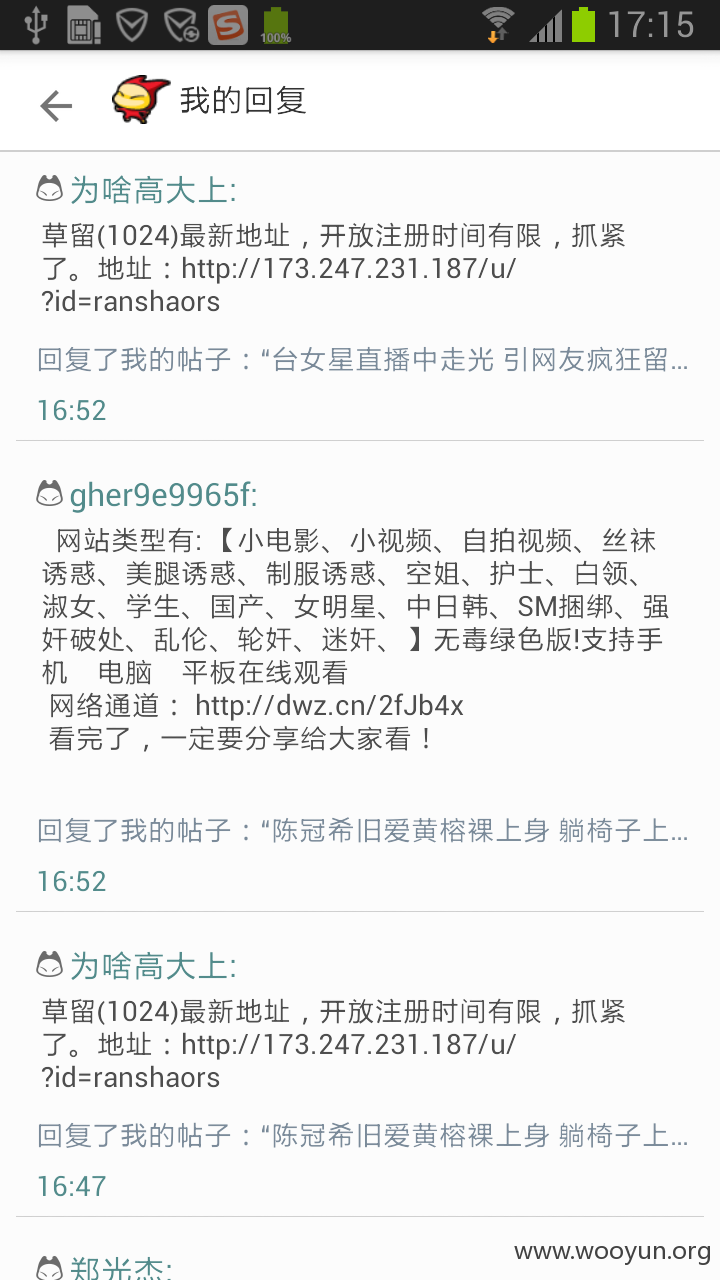 100%
17:15
我的回复
为啥高大上:
草留(1024)最新地址，开放注册时间有限，抓紧
了。地址：http://173.247.231.187/u/
?id=ranshaors
回复了我的帖子：“台女星直播中走光 引网友疯狂留...
16:52
gher9e9965f:
网站类型有:【小电影、小视频、自拍视频、丝袜
诱惑、美腿诱惑、制服诱惑、空姐、护士、白领、
淑女、学生、国产、女明星、中日韩、SM捆绑、强
奸破处、乱伦、轮奸、迷奸、】无毒绿色版!支持手
机　电脑　平板在线观看
网络通道： http://dwz.cn/2fJb4x
看完了，一定要分享给大家看！
回复了我的帖子：“陈冠希旧爱黄榕裸上身 躺椅子上...
16:52
为啥高大上:
草留(1024)最新地址，开放注册时间有限，抓紧
了。地址：http://173.247.231.187/u/
?id=ranshaors
回复了我的帖子：“陈冠希旧爱黄榕裸上身 躺椅子上...
16:47
郑光杰:
www.wooyun.org